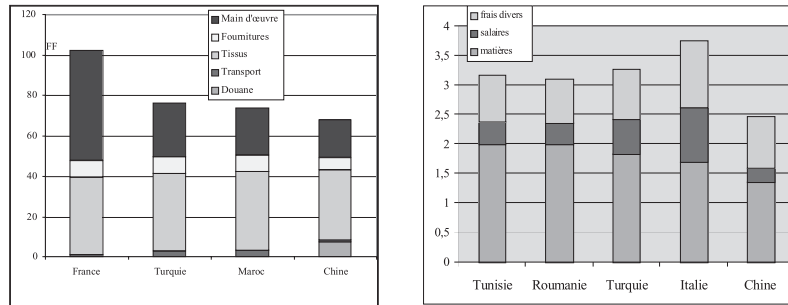 120
100
80
60
40
20
0
FF
Main d'œuvre
Fournitures
Tissus
Transport
Douane
France Turquie Maroc Chine
4
3,5
3
2,5
2
1,5
1
0,5
0
frais divers
salaires
matières
Tunisie Roumanie Turquie Italie Chine